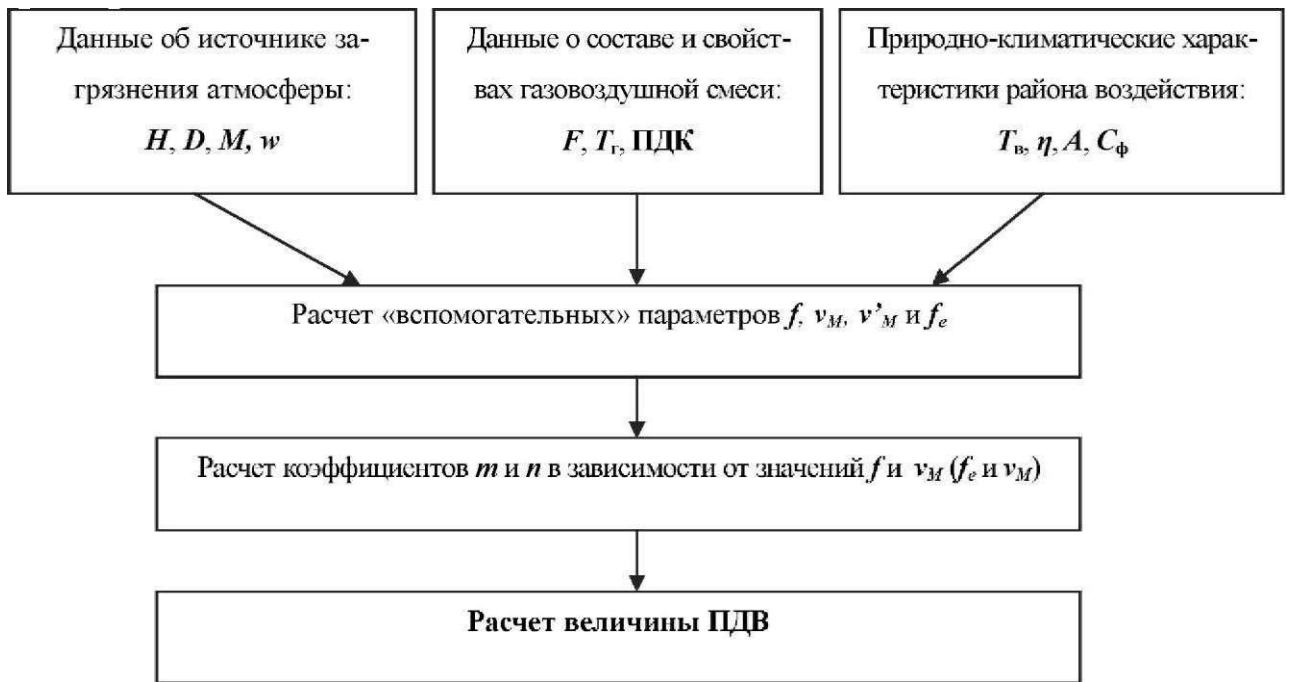 Данные об источнике за-
грязнения атмосферы:
H, D, M, w
Данные о составе и свойст-
вах газовоздушной смеси:
F, Tг, ПДК
Природно-климатические харак-
теристики района воздействия:
Tв, η, A, Cф
Расчет «вспомогательных» параметров f, vM, v’M и fe
Расчет коэффициентов m и n в зависимости от значений f и vM (fe и vM)
Расчет величины ПДВ